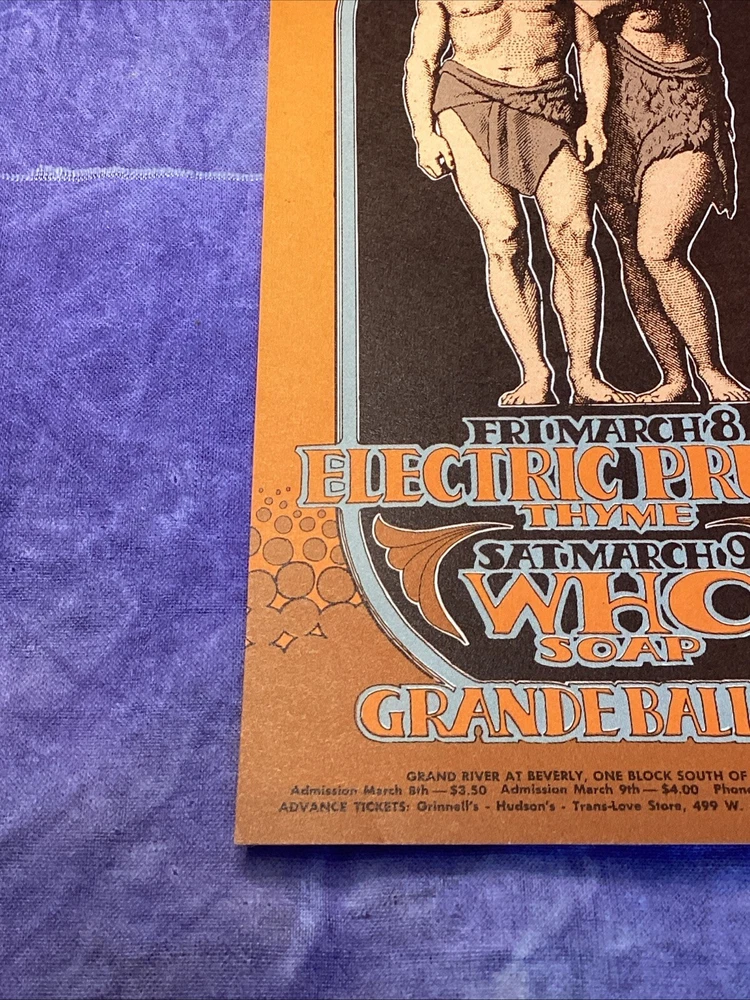 FRI•MARCH•8
ELECTRIC PRU
THYME
SAT•MARCH•9
WHO
SOAP
GRANDE BALL
GRAND RIVER AT BEVERLY, ONE BLOCK SOUTH OF
Admission March 8th — $3.50 Admission March 9th — $4.00 Phon
ADVANCE TICKETS: Grinnell's - Hudson's - Trans-Love Store, 499 W.